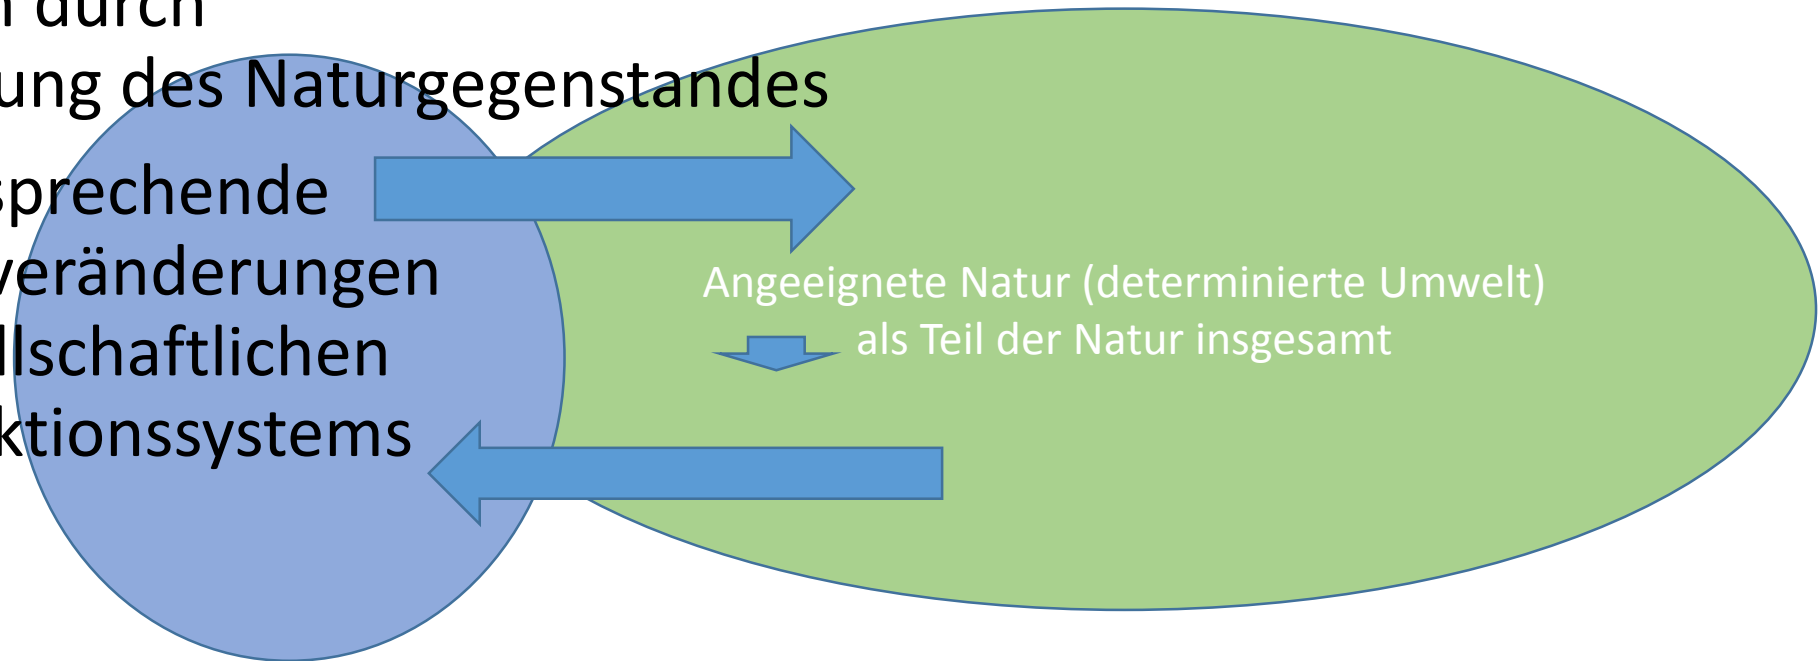 durch
ung des Naturgegenstandes
sprechende
veränderungen
llschaftlichen
ktionssystems
Angeeignete Natur (determinierte Umwelt)
als Teil der Natur insgesamt